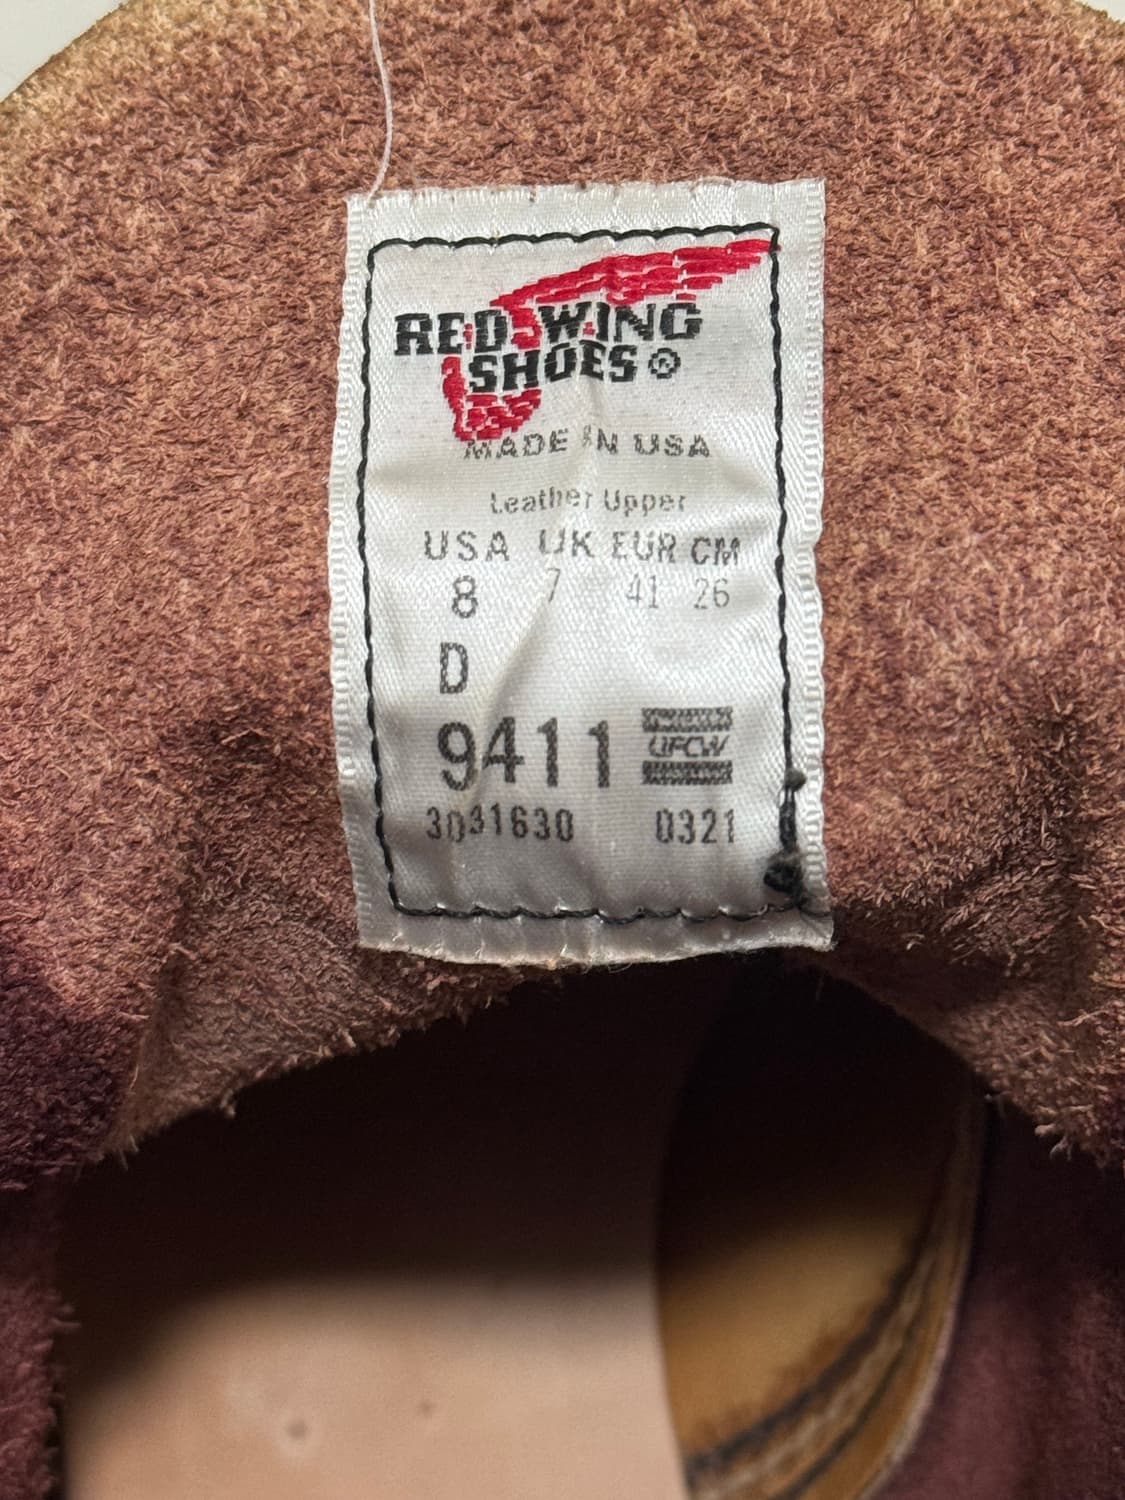 RED WING
SHOES®
MADE IN USA
Leather Upper
USA UK EUR CM
8 7 41 26
D
9411 UFCW
3031630 0321